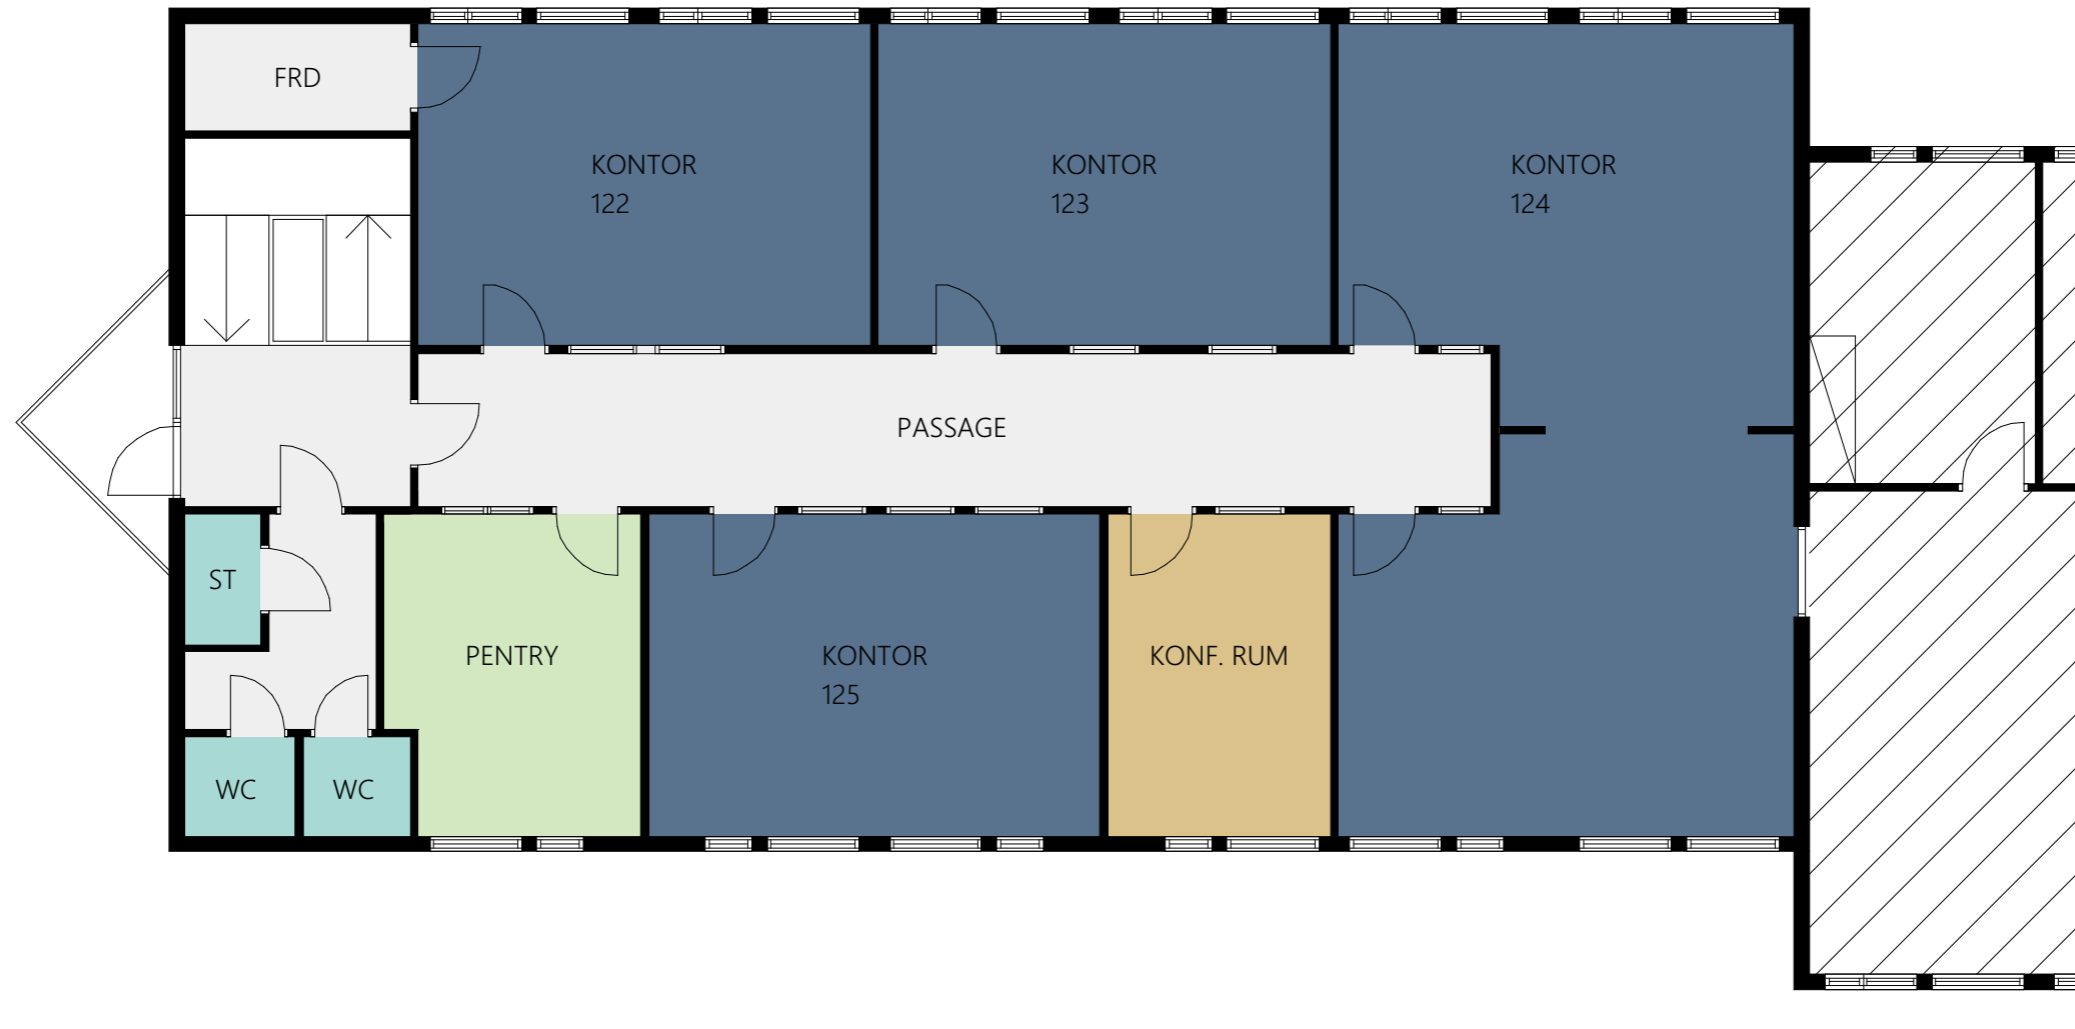 FRD
KONTOR
122
KONTOR
123
KONTOR
124
PASSAGE
ST
PENTRY
KONTOR
125
KONF. RUM
WC
WC